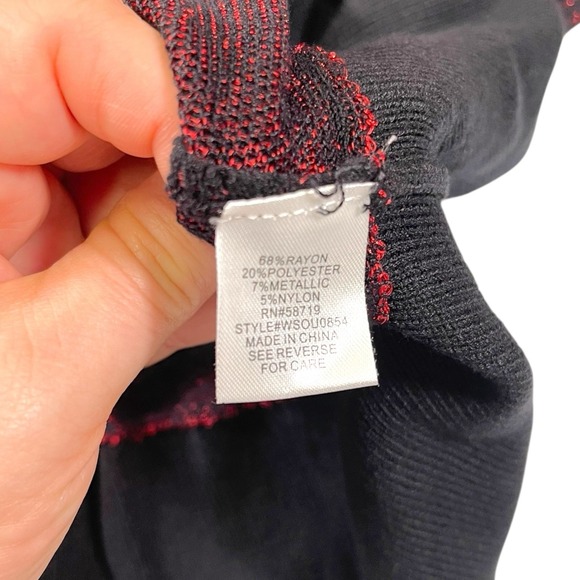 68%RAYON
20%POLYESTER
7%METALLIC
5%NYLON
RN#58719
STYLE#WSOU0854
MADE IN CHINA
SEE REVERSE
FOR CARE